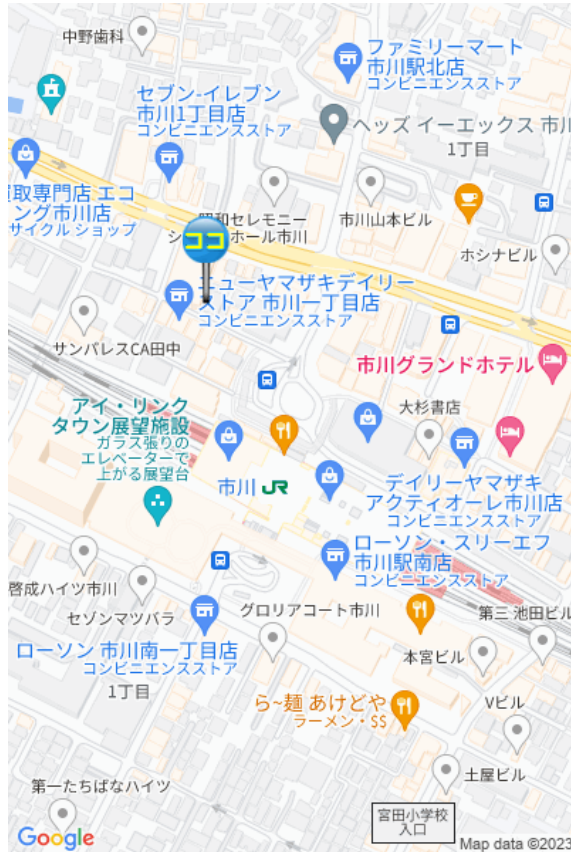 中野歯科
ファミリーマート
市川駅北店
コンビニエンスストア
セブン-イレブン
市川1丁目店
コンビニエンスストア
ヘッズ イーエックス 市川
1丁目
買取専門店 エコ
ング市川店
サイクル ショップ
昭和セレモニー
シ ホール市川
市川山本ビル
ホシナビル
ココ
ニューヤマザキデイリー
ストア 市川一丁目店
コンビニエンスストア
サンパレスCA田中
市川グランドホテル
アイ・リンク
タウン展望施設
ガラス張りの
エレベーターで
上がる展望台
大杉書店
市川 JR
デイリーヤマザキ
アクティオーレ市川店
コンビニエンスストア
ローソン・スリーエフ
市川駅南店
コンビニエンスストア
啓成ハイツ市川
セゾンマツバラ
グロリアコート市川
第三 池田ビル
ローソン 市川南一丁目店
コンビニエンスストア
1丁目
本宮ビル
Vビル
ら~麺 あけどや
ラーメン・$$
土屋ビル
第一たちばなハイツ
宮田小学校
入口
Google
Map data ©2023